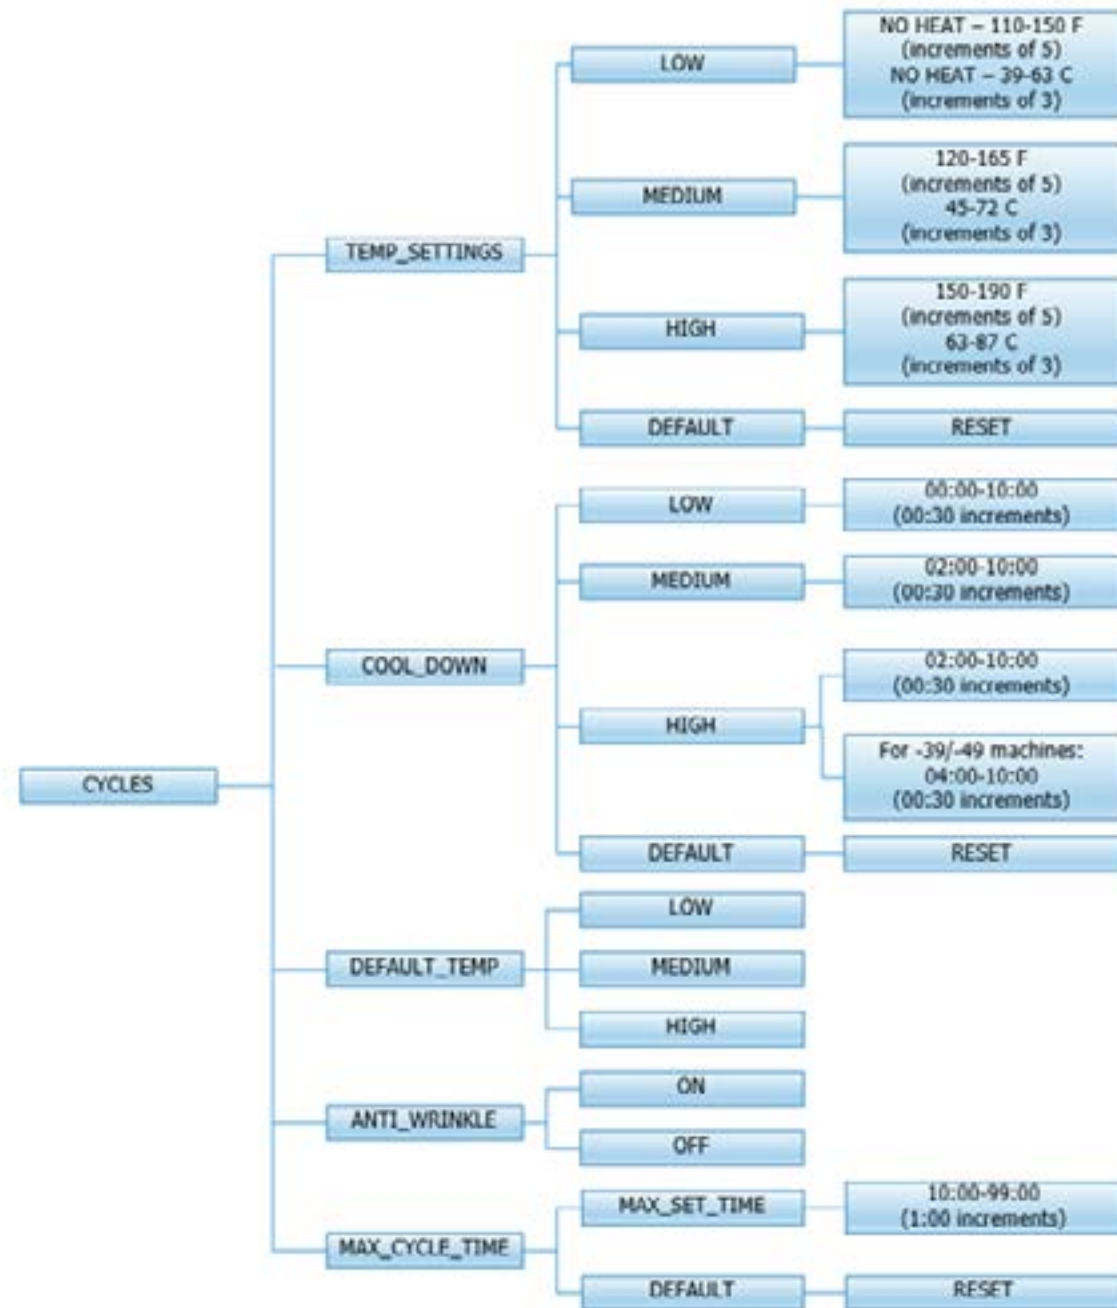 CYCLES
TEMP_SETTINGS
LOW
NO HEAT – 110-150 F
(increments of 5)
NO HEAT – 39-63 C
(increments of 3)
MEDIUM
120-165 F
(increments of 5)
45-72 C
(increments of 3)
HIGH
150-190 F
(increments of 5)
63-87 C
(increments of 3)
DEFAULT
RESET
COOL_DOWN
LOW
00:00-10:00
(00:30 increments)
MEDIUM
02:00-10:00
(00:30 increments)
HIGH
02:00-10:00
(00:30 increments)
For -39/-49 machines:
04:00-10:00
(00:30 increments)
DEFAULT
RESET
DEFAULT_TEMP
LOW
MEDIUM
HIGH
ANTI_WRINKLE
ON
OFF
MAX_CYCLE_TIME
MAX_SET_TIME
10:00-99:00
(1:00 increments)
DEFAULT
RESET